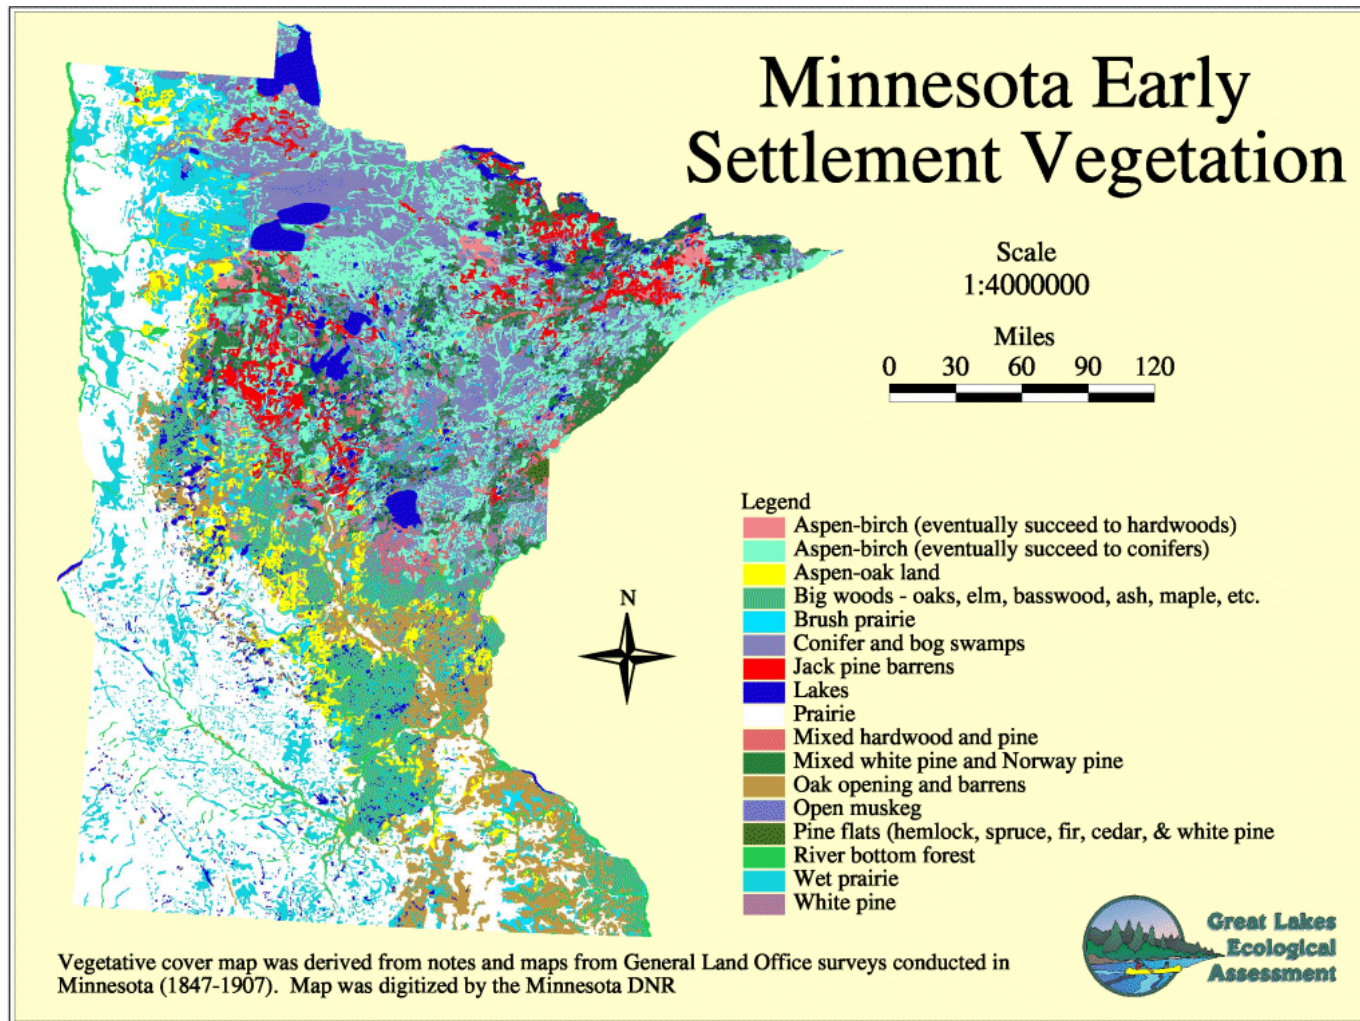 Minnesota Early
Settlement Vegetation
Scale
1:4000000
Miles
0 30 60 90 120
Legend
Aspen-birch (eventually succeed to hardwoods)
Aspen-birch (eventually succeed to conifers)
Aspen-oak land
Big woods - oaks, elm, basswood, ash, maple, etc.
Brush prairie
Conifer and bog swamps
Jack pine barrens
Lakes
Prairie
Mixed hardwood and pine
Mixed white pine and Norway pine
Oak opening and barrens
Open muskeg
Pine flats (hemlock, spruce, fir, cedar, & white pine
River bottom forest
Wet prairie
White pine
N
Great Lakes
Ecological
Assessment
Vegetative cover map was derived from notes and maps from General Land Office surveys conducted in
Minnesota (1847-1907). Map was digitized by the Minnesota DNR